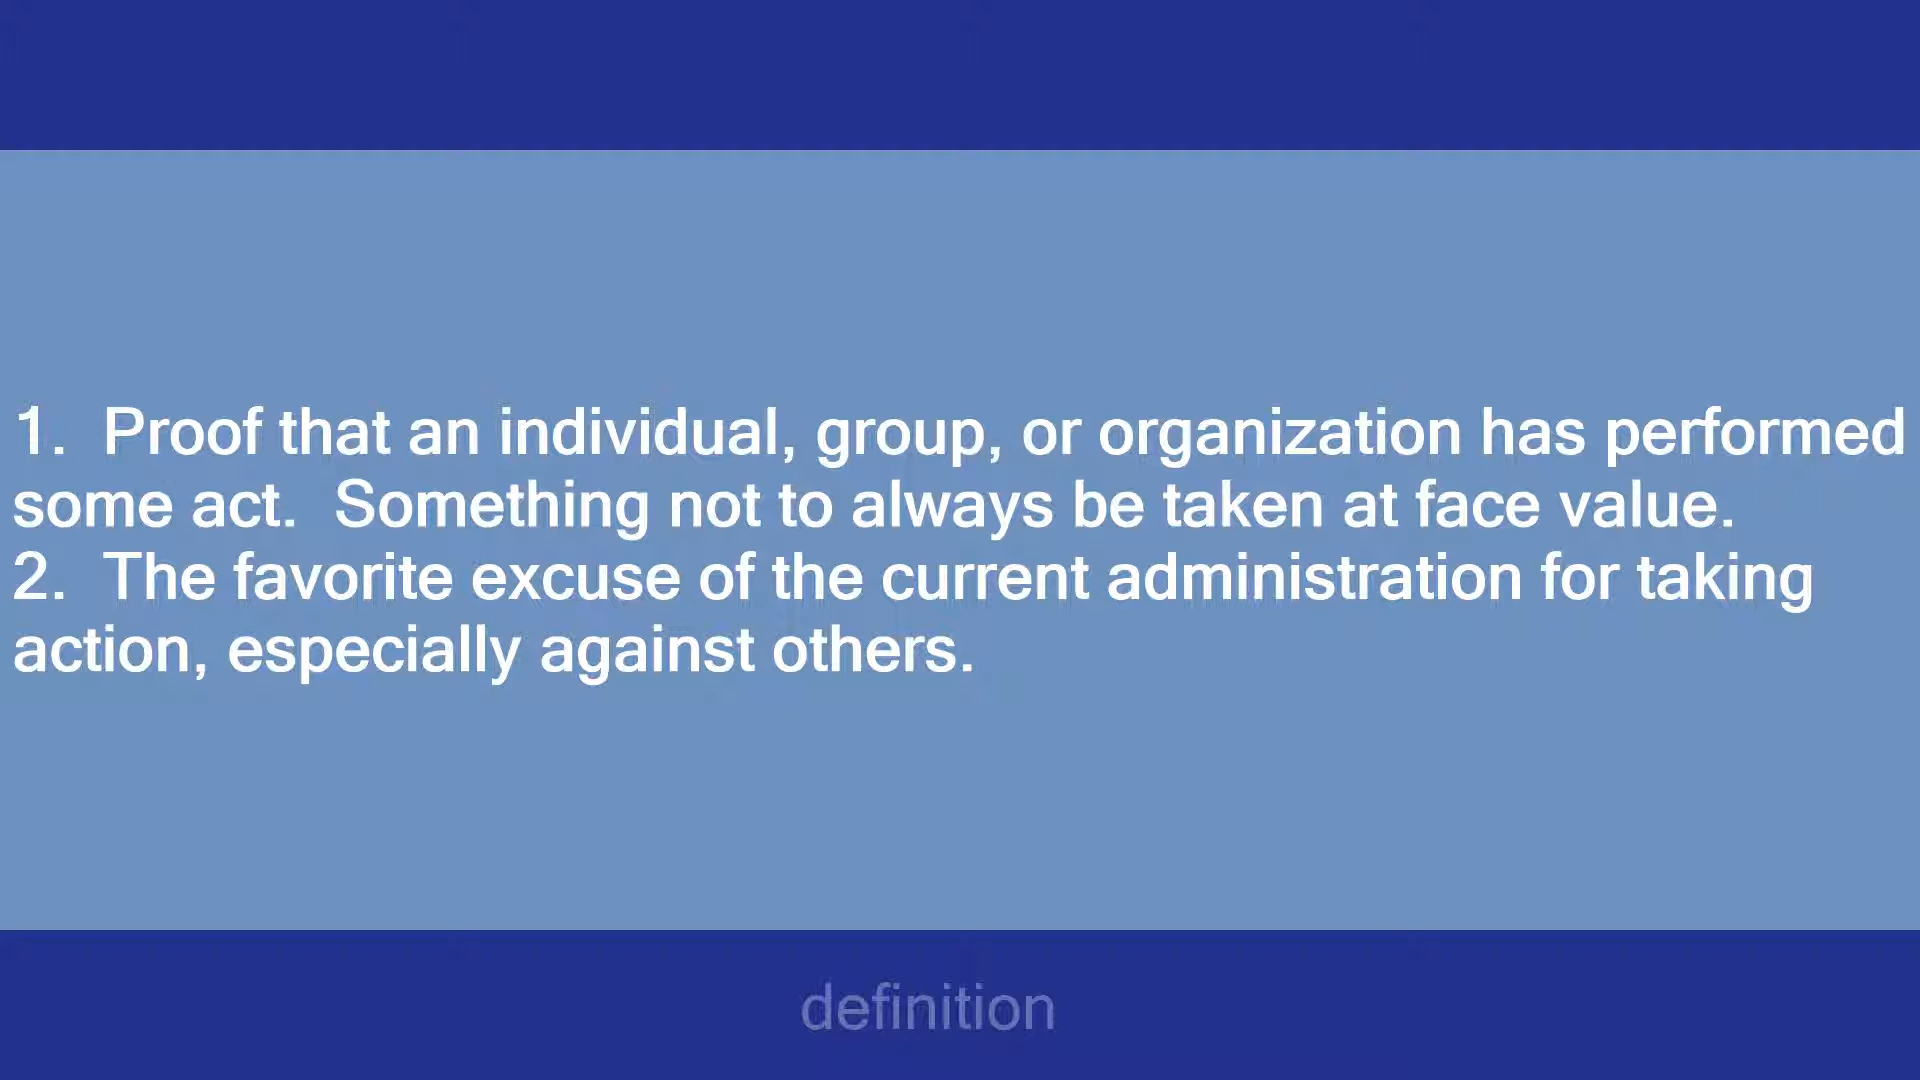 1.  Proof that an individual, group, or organization has performed
some act.  Something not to always be taken at face value.
2.  The favorite excuse of the current administration for taking
action, especially against others.
definition